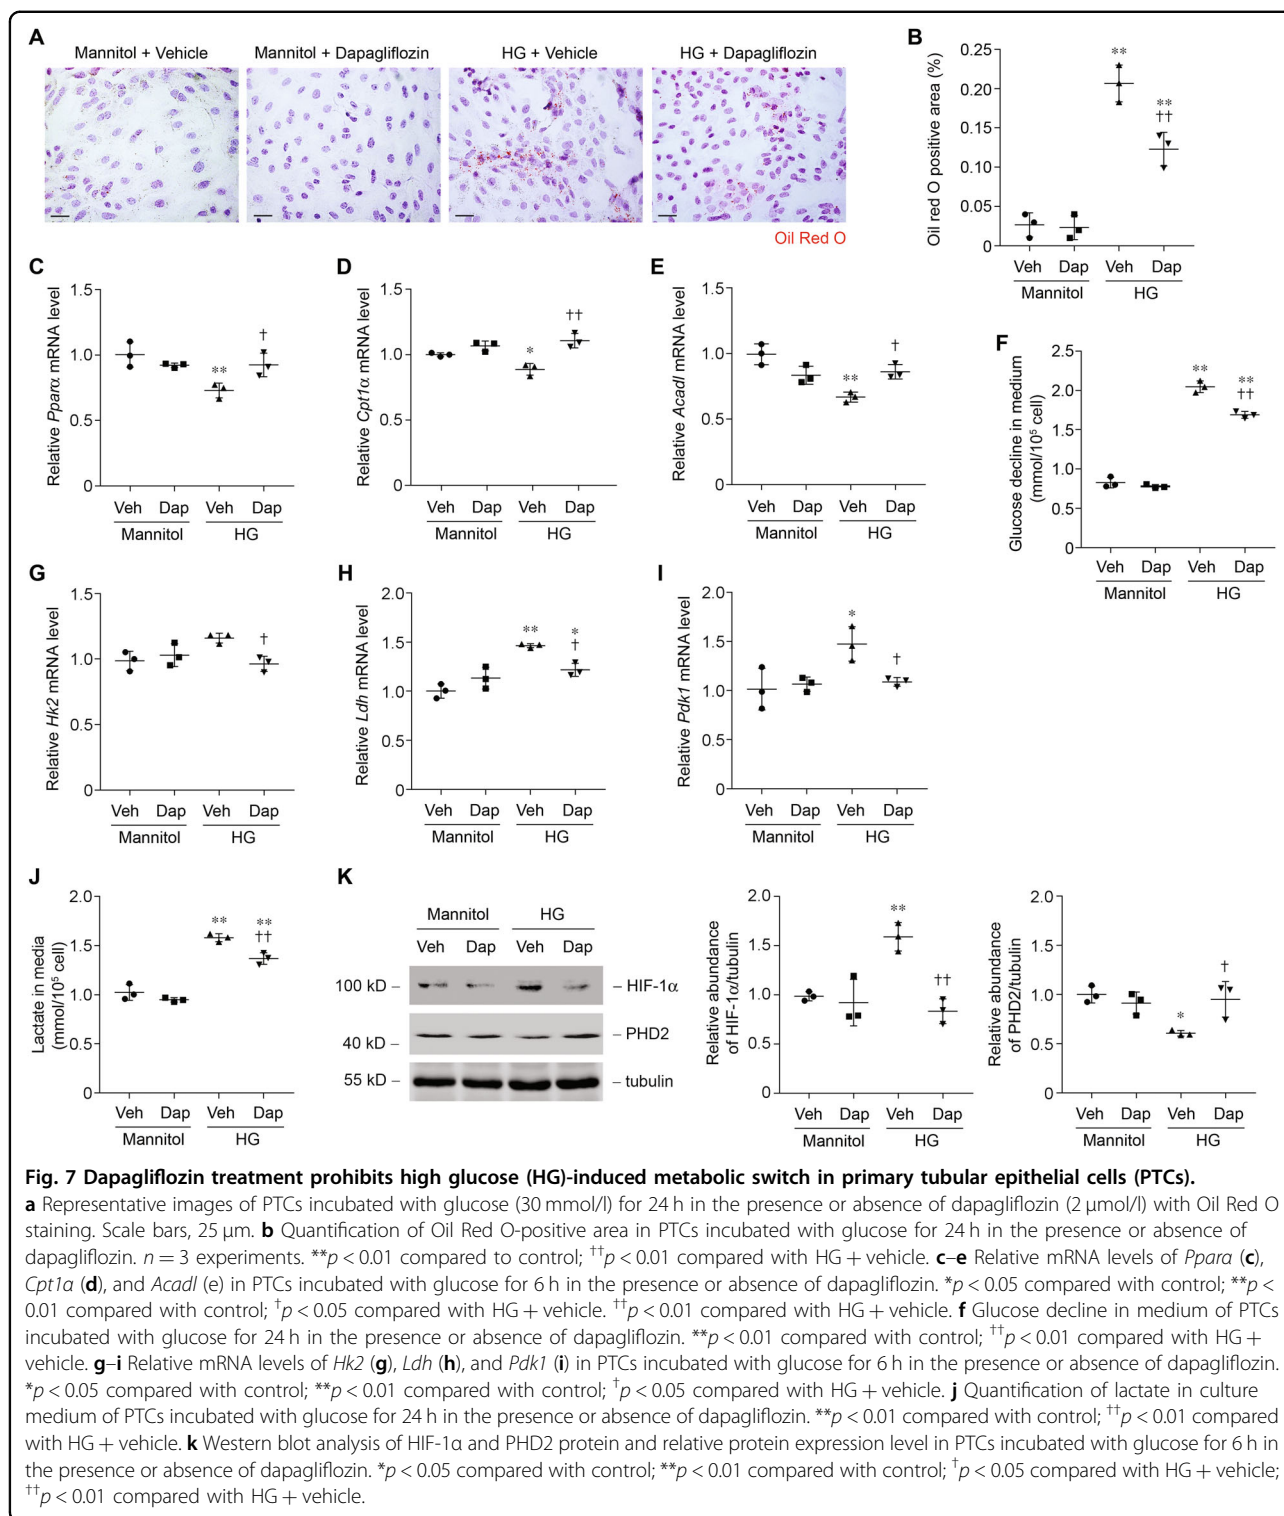 A
Mannitol + Vehicle
Mannitol + Dapagliflozin
HG + Vehicle
HG + Dapagliflozin
Oil Red O
B
Oil red O positive area (%)
0.25
0.20
0.15
0.10
0.05
0
**
**
††
Veh Dap Veh Dap
Mannitol HG
C
Relative Pparα mRNA level
1.5
1.0
0.5
0
**
†
Veh Dap Veh Dap
Mannitol HG
D
Relative Cpt1α mRNA level
1.5
1.0
0.5
0
*
††
Veh Dap Veh Dap
Mannitol HG
E
Relative Acadl mRNA level
1.5
1.0
0.5
0
**
†
Veh Dap Veh Dap
Mannitol HG
F
Glucose decline in medium
(mmol/10⁵ cell)
2.5
2.0
1.5
1.0
0.5
0
**
**
††
Veh Dap Veh Dap
Mannitol HG
G
Relative Hk2 mRNA level
1.5
1.0
0.5
0
†
Veh Dap Veh Dap
Mannitol HG
H
Relative Ldh mRNA level
2.0
1.5
1.0
0.5
0
**
*
†
Veh Dap Veh Dap
Mannitol HG
I
Relative Pdk1 mRNA level
2.0
1.5
1.0
0.5
0
*
†
Veh Dap Veh Dap
Mannitol HG
J
Lactate in media
(mmol/10⁵ cell)
2.0
1.5
1.0
0.5
0
**
**
††
Veh Dap Veh Dap
Mannitol HG
K
Mannitol HG
Veh Dap Veh Dap
100 kD – – HIF-1α
– PHD2
40 kD –
55 kD – – tubulin
Relative abundance
of HIF-1α/tubulin
2.0
1.5
1.0
0.5
0
**
††
Veh Dap Veh Dap
Mannitol HG
Relative abundance
of PHD2/tubulin
2.0
1.5
1.0
0.5
0
*
†
Veh Dap Veh Dap
Mannitol HG
Fig. 7 Dapagliflozin treatment prohibits high glucose (HG)-induced metabolic switch in primary tubular epithelial cells (PTCs).
a Representative images of PTCs incubated with glucose (30 mmol/l) for 24 h in the presence or absence of dapagliflozin (2 μmol/l) with Oil Red O
staining. Scale bars, 25 μm. b Quantification of Oil Red O-positive area in PTCs incubated with glucose for 24 h in the presence or absence of
dapagliflozin. n = 3 experiments. **p < 0.01 compared to control; ††p < 0.01 compared with HG + vehicle. c–e Relative mRNA levels of Ppara (c),
Cpt1a (d), and Acadl (e) in PTCs incubated with glucose for 6 h in the presence or absence of dapagliflozin. *p < 0.05 compared with control; **p <
0.01 compared with control; †p < 0.05 compared with HG + vehicle. ††p < 0.01 compared with HG + vehicle. f Glucose decline in medium of PTCs
incubated with glucose for 24 h in the presence or absence of dapagliflozin. **p < 0.01 compared with control; ††p < 0.01 compared with HG +
vehicle. g–i Relative mRNA levels of Hk2 (g), Ldh (h), and Pdk1 (i) in PTCs incubated with glucose for 6 h in the presence or absence of dapagliflozin.
*p < 0.05 compared with control; **p < 0.01 compared with control; †p < 0.05 compared with HG + vehicle. j Quantification of lactate in culture
medium of PTCs incubated with glucose for 24 h in the presence or absence of dapagliflozin. **p < 0.01 compared with control; ††p < 0.01 compared
with HG + vehicle. k Western blot analysis of HIF-1α and PHD2 protein and relative protein expression level in PTCs incubated with glucose for 6 h in
the presence or absence of dapagliflozin. *p < 0.05 compared with control; **p < 0.01 compared with control; †p < 0.05 compared with HG + vehicle;
††p < 0.01 compared with HG + vehicle.